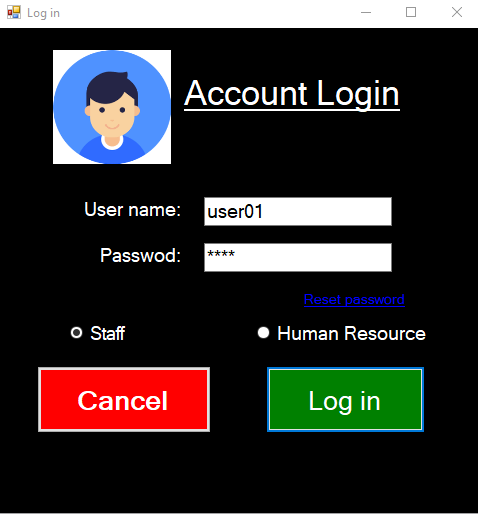 Log in
Account Login
User name: user01
Passwod: ****
Reset password
Staff Human Resource
Cancel Log in